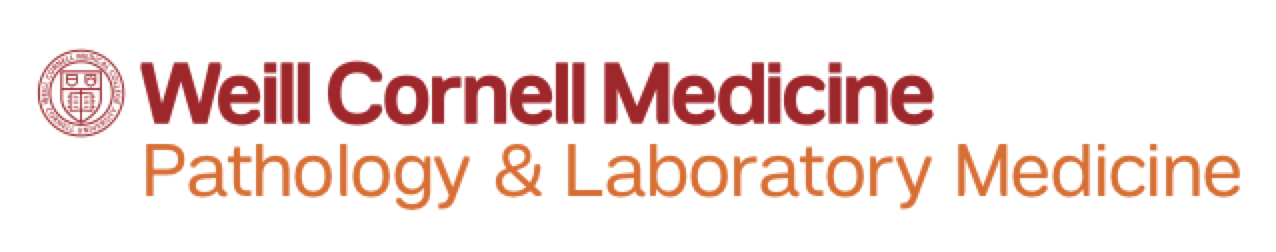 Weill Cornell Medicine
Pathology & Laboratory Medicine